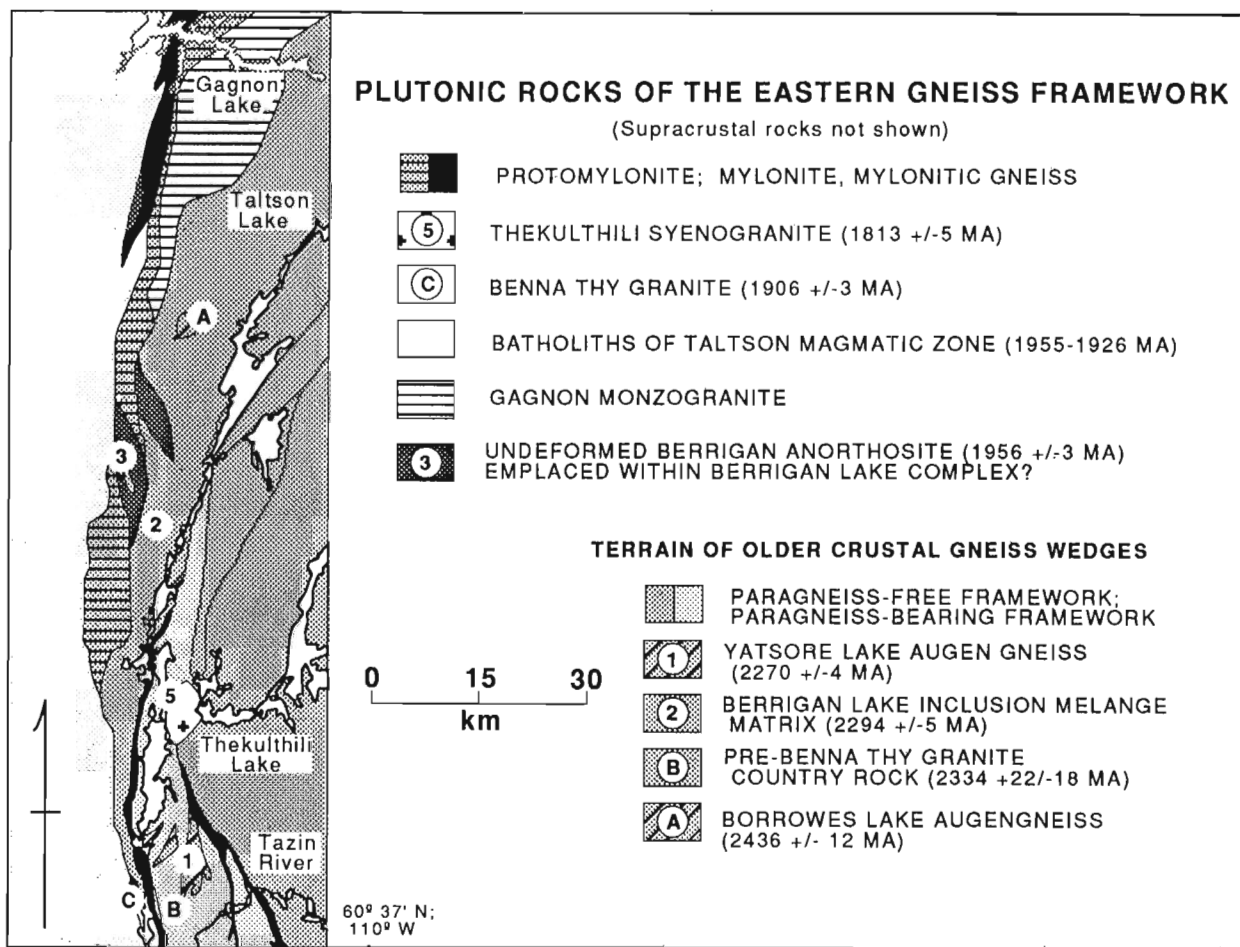 Gagnon
Lake
Taltson
Lake
A
3
2
5
Thekulthili
Lake
1
Tazin
River
C
B
60º 37' N;
110º W
PLUTONIC ROCKS OF THE EASTERN GNEISS FRAMEWORK
(Supracrustal rocks not shown)
PROTOMYLONITE; MYLONITE, MYLONITIC GNEISS
5 THEKULTHILI SYENOGRANITE (1813 +/-5 MA)
C BENNA THY GRANITE (1906 +/-3 MA)
BATHOLITHS OF TALTSON MAGMATIC ZONE (1955-1926 MA)
GAGNON MONZOGRANITE
3 UNDEFORMED BERRIGAN ANORTHOSITE (1956 +/-3 MA)
EMPLACED WITHIN BERRIGAN LAKE COMPLEX?
TERRAIN OF OLDER CRUSTAL GNEISS WEDGES
PARAGNEISS-FREE FRAMEWORK;
PARAGNEISS-BEARING FRAMEWORK
1 YATSORE LAKE AUGEN GNEISS
(2270 +/-4 MA)
2 BERRIGAN LAKE INCLUSION MELANGE
MATRIX (2294 +/-5 MA)
B PRE-BENNA THY GRANITE
COUNTRY ROCK (2334 +22/-18 MA)
A BORROWES LAKE AUGENGNEISS
(2436 +/- 12 MA)
0 15 30
km